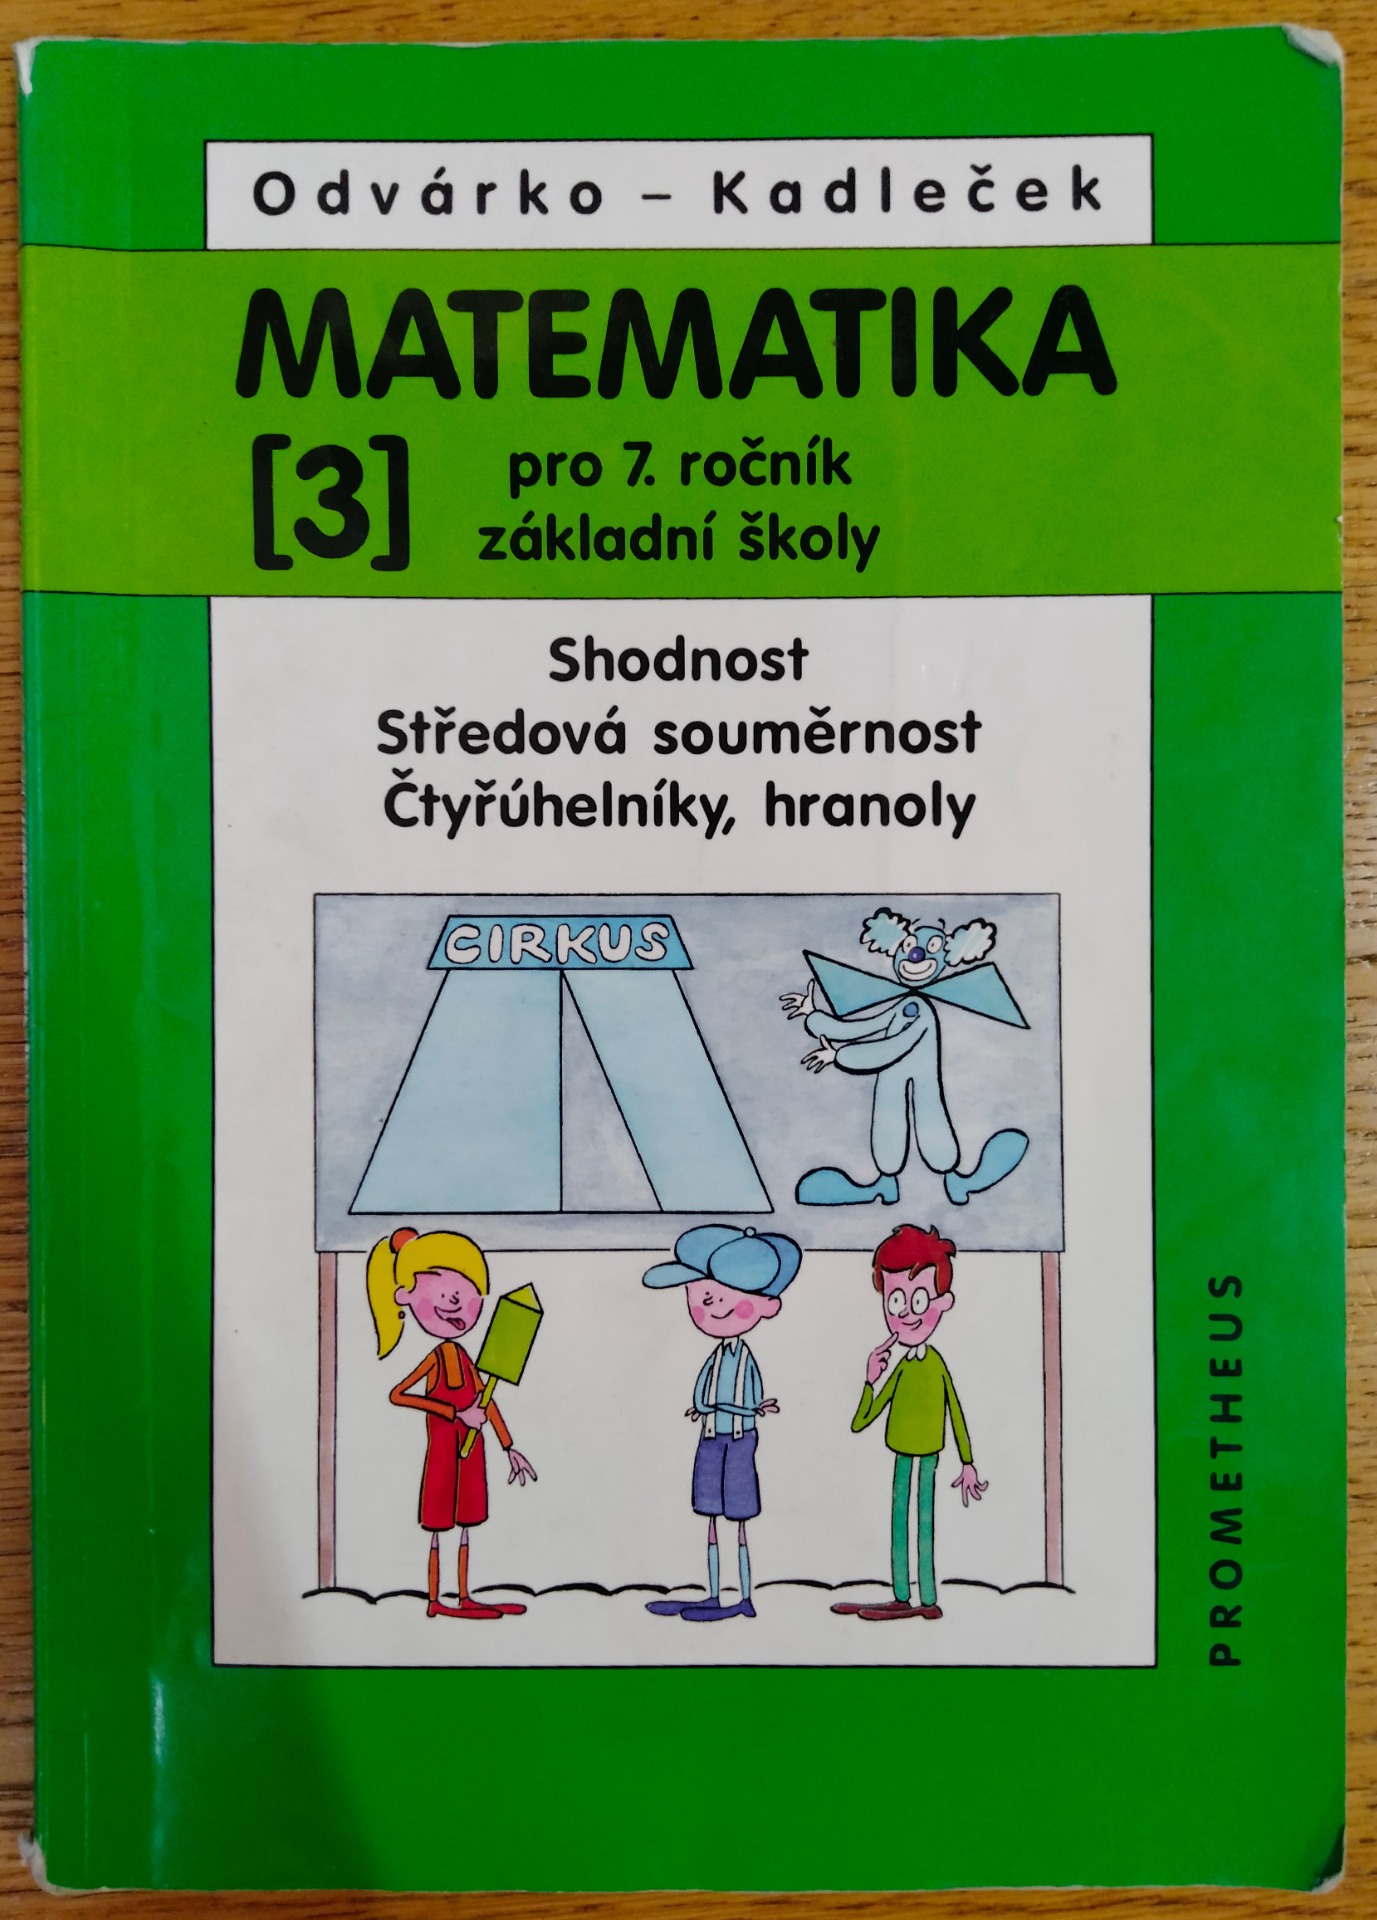 Odvárko – Kadleček
MATEMATIKA
[3]
pro 7. ročník
základní školy
Shodnost
Středová souměrnost
Čtyřúhelníky, hranoly
CIRKUS
PROMETHEUS